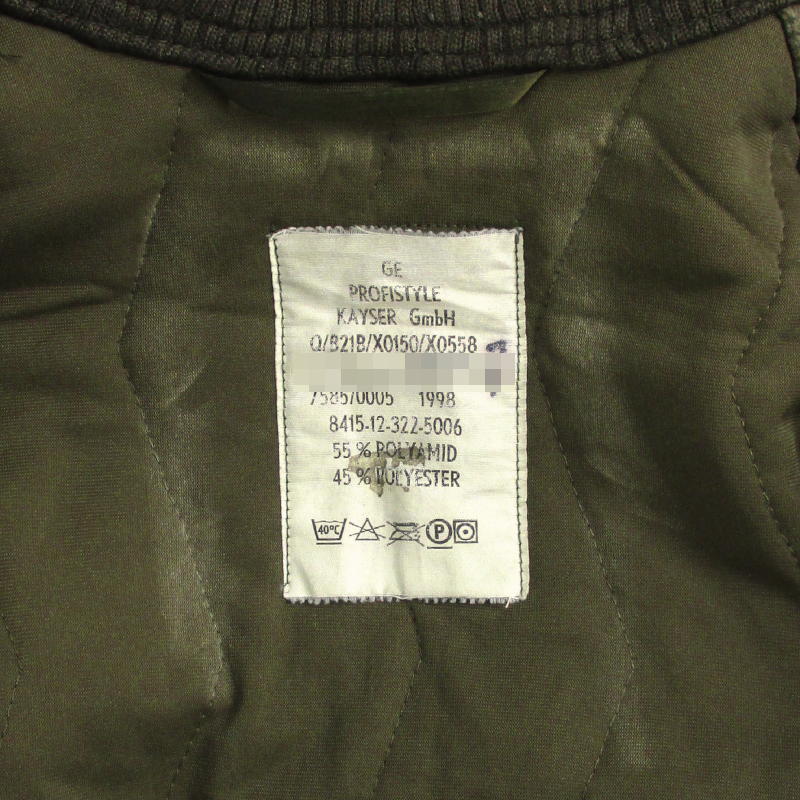 GE
PROFISTYLE
KAYSER GmbH
Q/B21B/X0150/X0558
7585/0005 1998
8415-12-322-5006
55 % POLYAMID
45 % POLYESTER
40°C
P